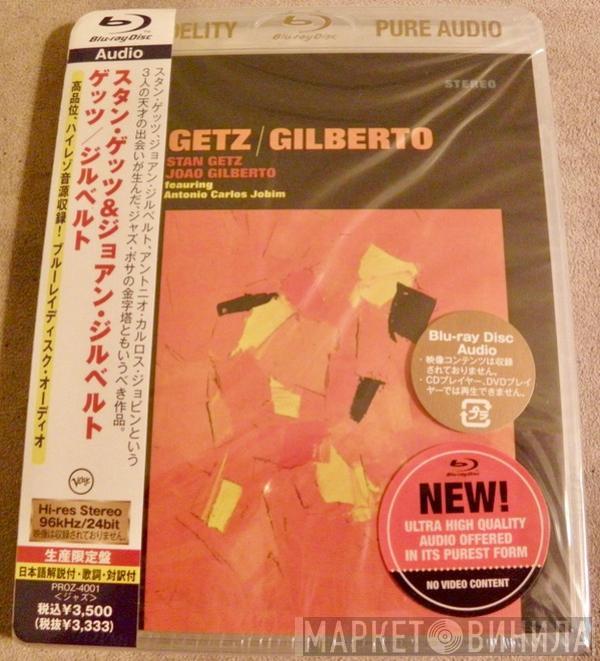 Blu-ray Disc
Audio
DELITY
PURE AUDIO
STEREO
GETZ/GILBERTO
STAN GETZ
JOAO GILBERTO
feauring
Antonio Carlos Jobim
スタン・ゲッツ、ジョアン・ジルベルト、アントニオ・カルロス・ジョビンという
3人の天才の出会いが生んだ、ジャズ・ボサの金字塔ともいうべき作品。
スタン・ゲッツ&ジョアン・ジルベルト
ゲッツ/ジルベルト
高品位、ハイレゾ音源収録!ブルーレイディスク・オーディオ
Verve
Hi-res Stereo
96kHz/24bit
映像は収録されておりません。
生産限定盤
日本語解説付・歌詞・対訳付
PROZ-4001
<ジャズ>
税込¥3,500
(税抜¥3,333)
Blu-ray Disc
Audio
・映像コンテンツは収録
されておりません。
・CDプレイヤー、DVDプレイ
ヤーでは再生できません。
プラ
Blu-ray Disc
NEW!
ULTRA HIGH QUALITY
AUDIO OFFERED
IN ITS PUREST FORM
NO VIDEO CONTENT
МАРКЕТ ВИНИЛА